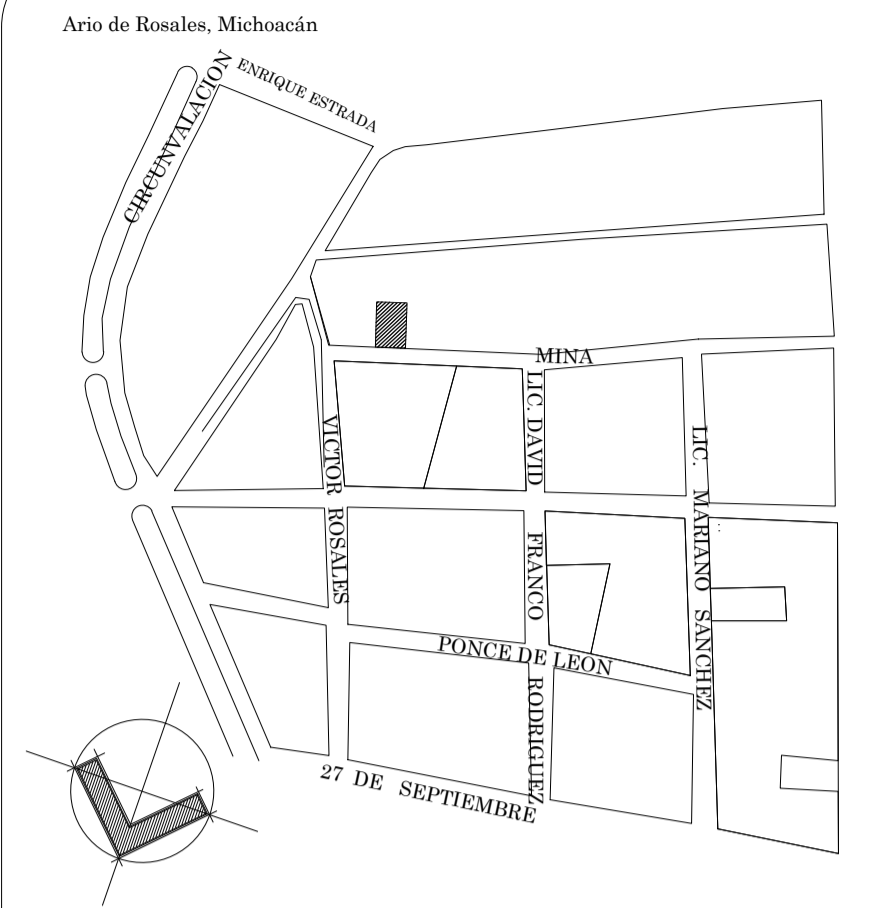 Ario de Rosales, Michoacán
ENRIQUE ESTRADA
CIRCUNVALACION
MINA
LIC. DAVID FRANCO RODRIGUEZ
VICTOR ROSALES
LIC. MARIANO SANCHEZ
PONCE DE LEON
27 DE SEPTIEMBRE